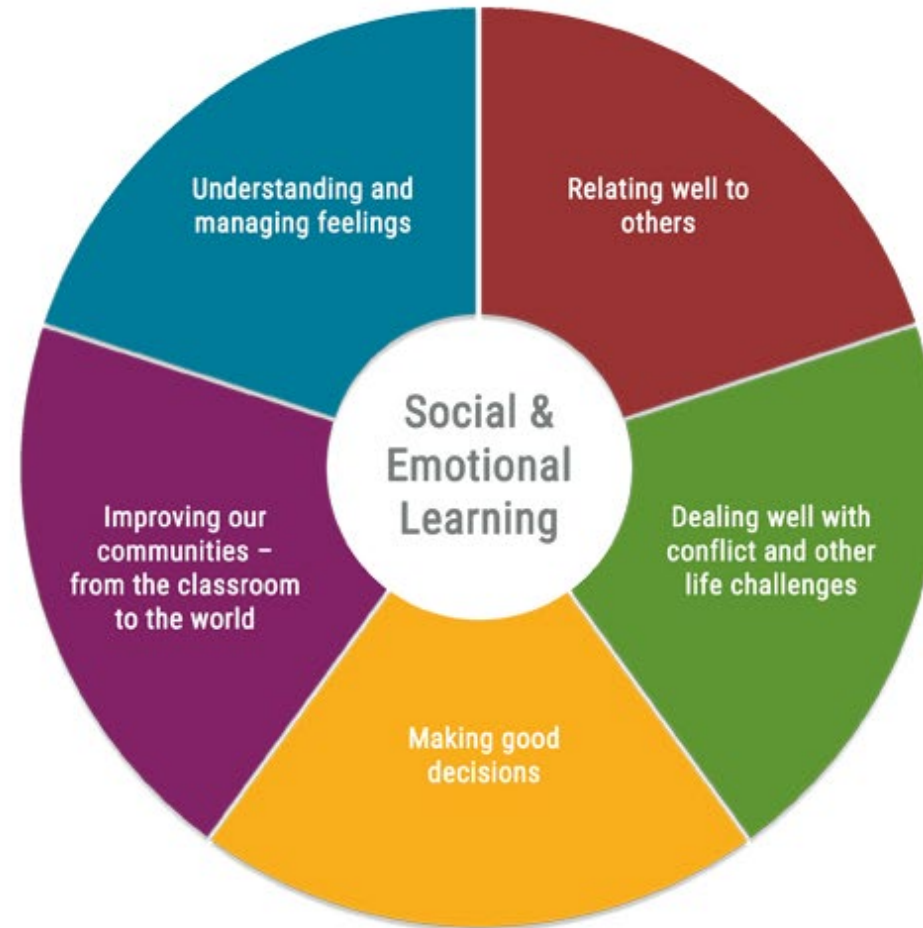 Understanding and
managing feelings
Relating well to
others
Social &
Emotional
Learning
Improving our
communities –
from the classroom
to the world
Dealing well with
conflict and other
life challenges
Making good
decisions